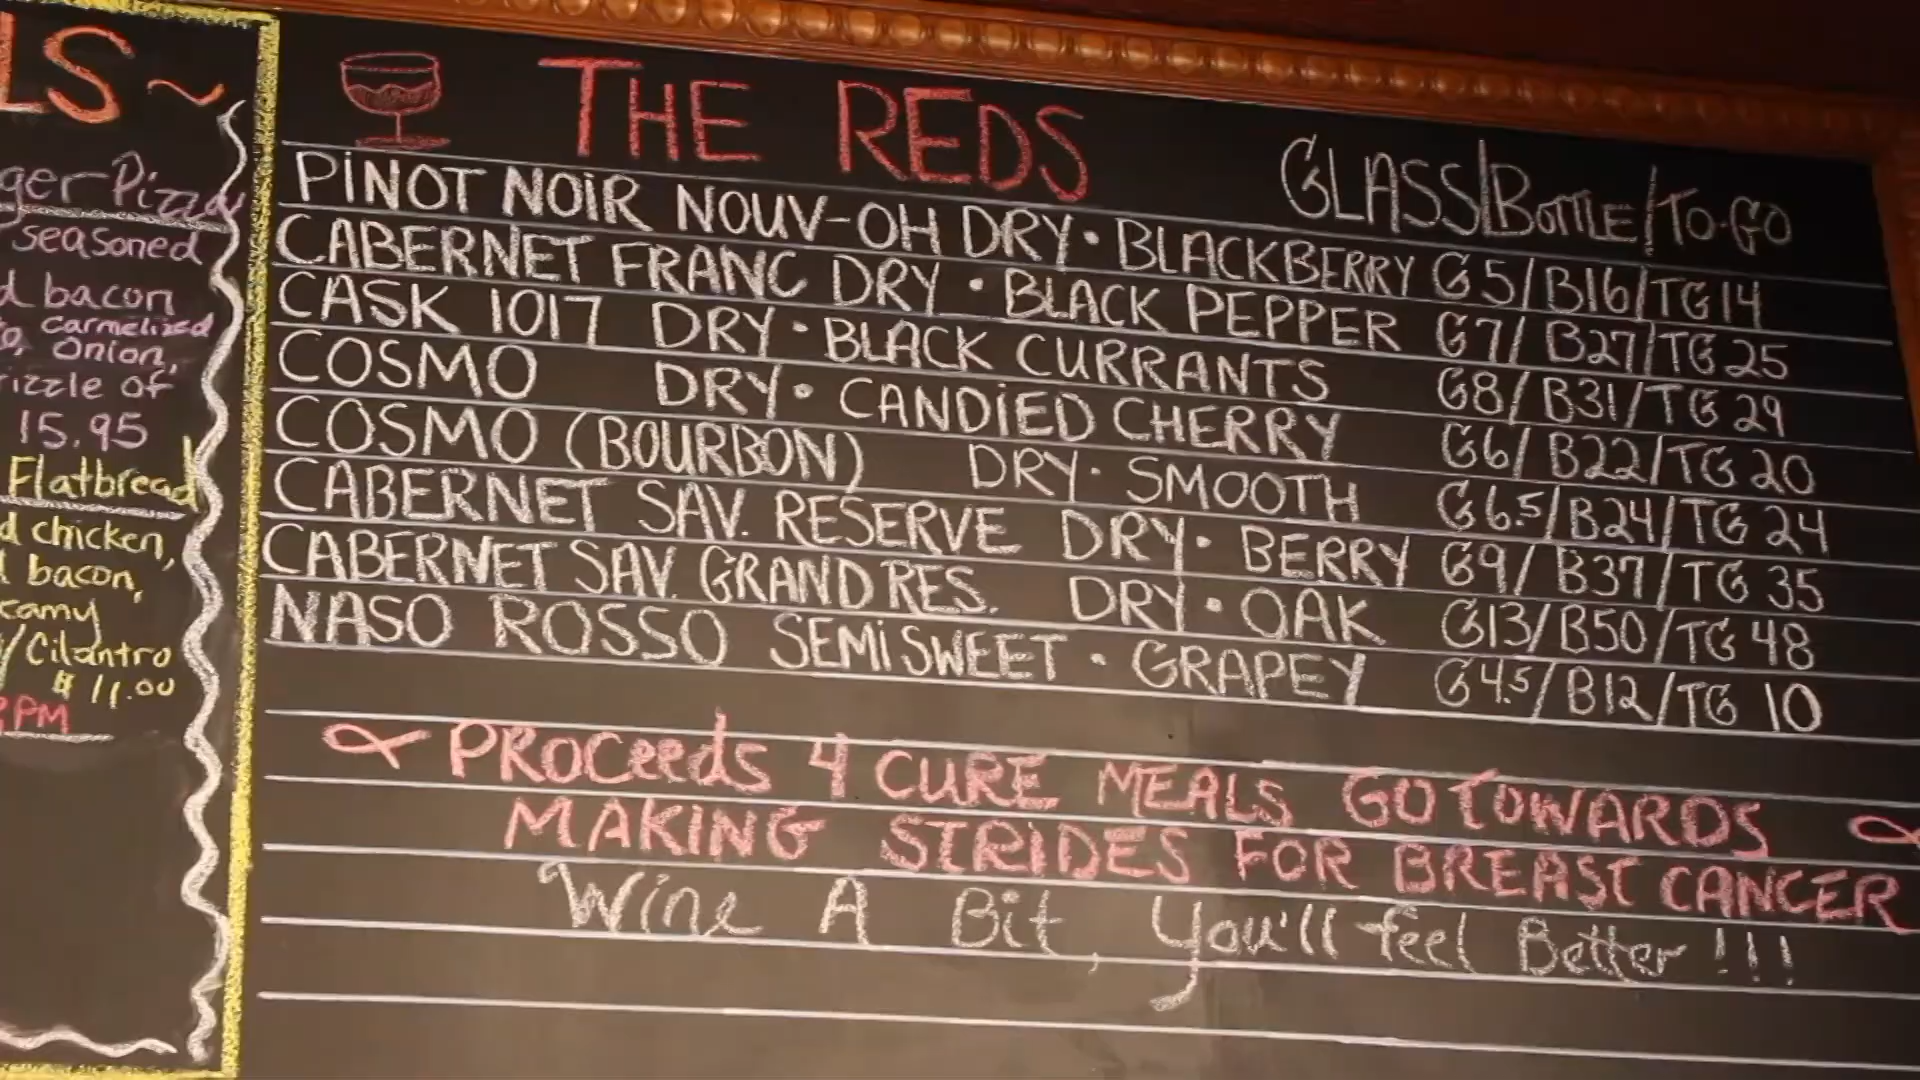 LS ~
ger Pizza
seasoned
d bacon
o, carmelized
onion,
rizzle of
15.95
Flatbread
d chicken,
d bacon,
camy
/Cilantro
$11.00
PM
THE REDS
GLASS/BOTTLE/TO-GO
PINOT NOIR NOUV-OH DRY • BLACKBERRY G5/B16/TG14
CABERNET FRANC DRY • BLACK PEPPER G7/B27/TG25
CASK 1017 DRY • BLACK CURRANTS G8/B31/TG29
COSMO DRY • CANDIED CHERRY G6/B22/TG20
COSMO (BOURBON) DRY • SMOOTH G6.5/B24/TG24
CABERNET SAV. RESERVE DRY • BERRY G9/B37/TG35
CABERNET SAV. GRAND RES. DRY • OAK G13/B50/TG48
NASO ROSSO SEMISWEET • GRAPEY G4.5/B12/TG10
PROCeedS 4 CURE MEALS GO TOWARDS
MAKING STRIDES FOR BREAST CANCER
Wine A Bit, You'll feel Better!!!